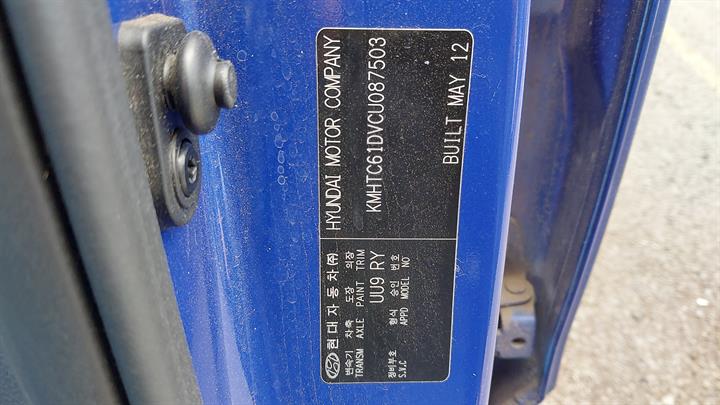 HYUNDAI MOTOR COMPANY
KMHTC61DVCU087503
BUILT MAY 12
현대자동차(주)
변속기 차축 도장 의장
TRANSM AXLE PAINT TRIM
UU9 RY
형식 승인 번호
APPD MODEL NO
정비부호
S.V.C